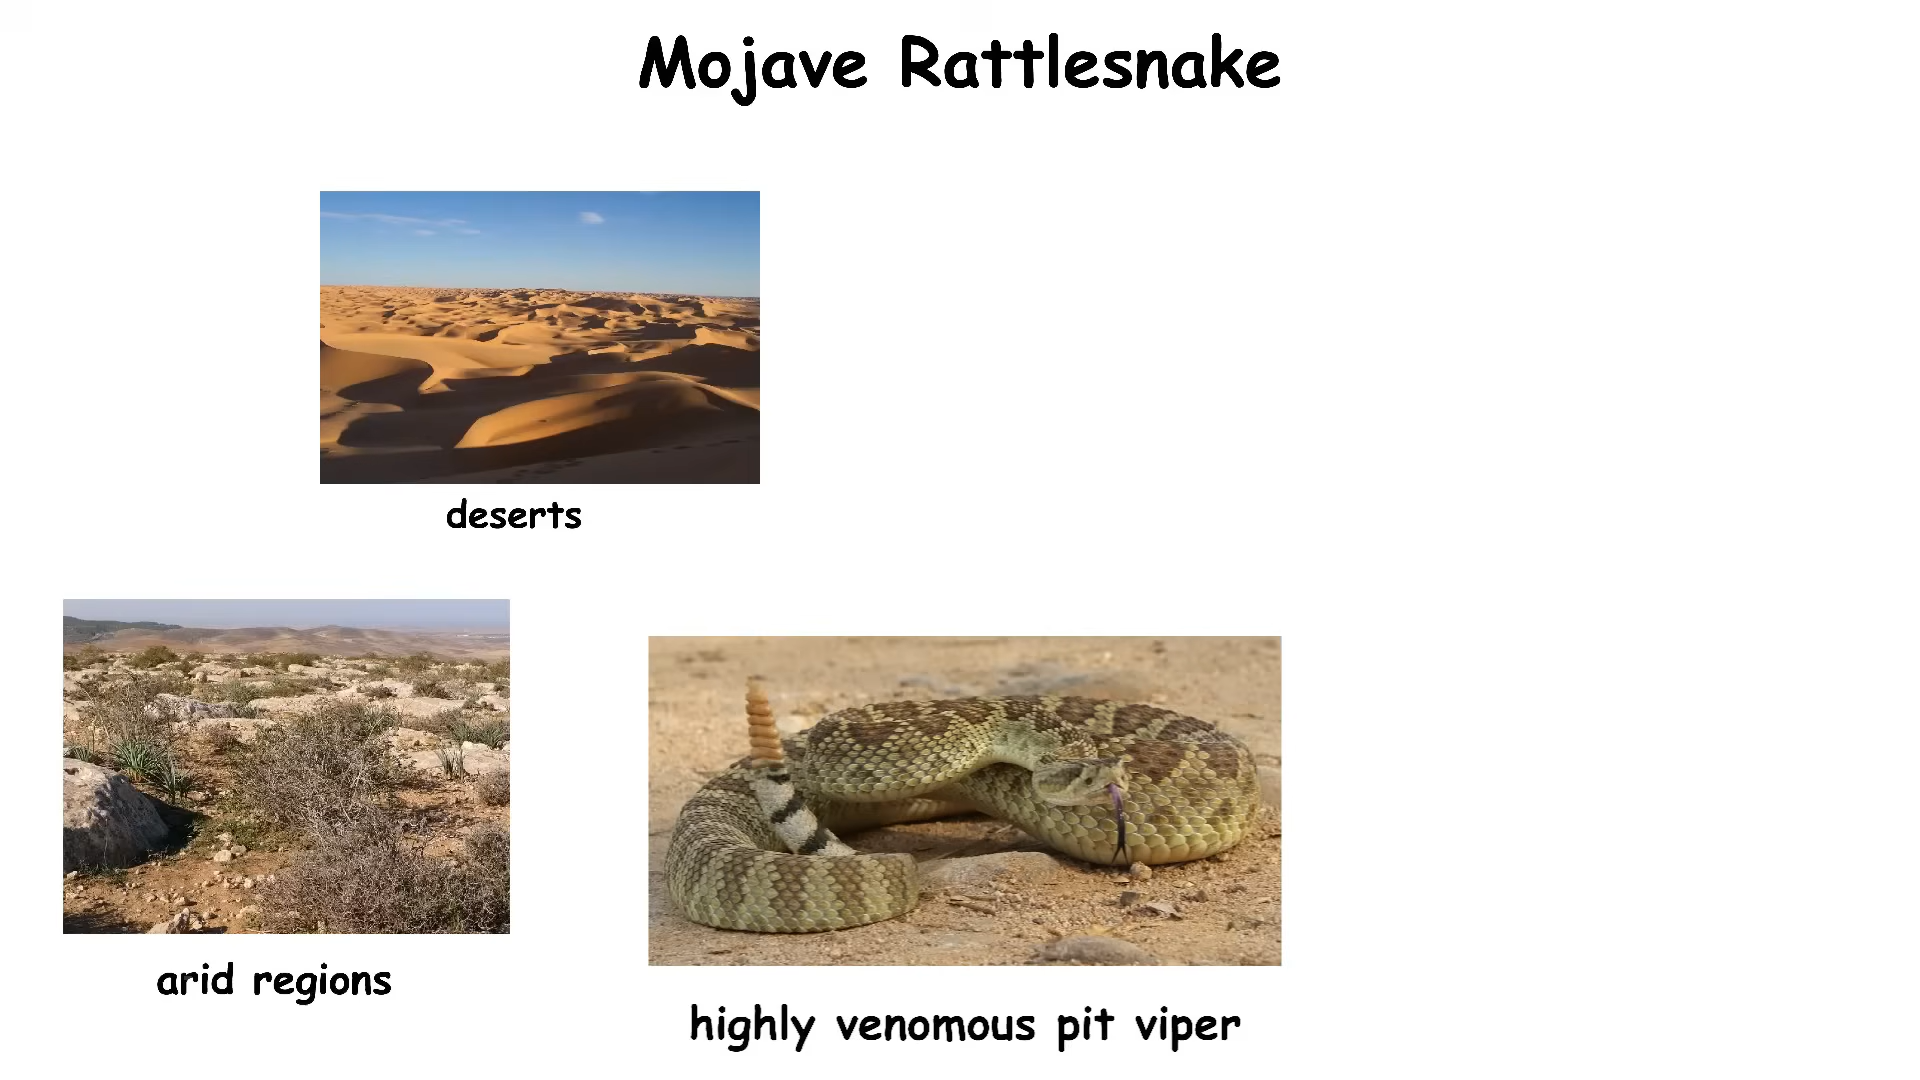 Mojave Rattlesnake
deserts
arid regions
highly venomous pit viper